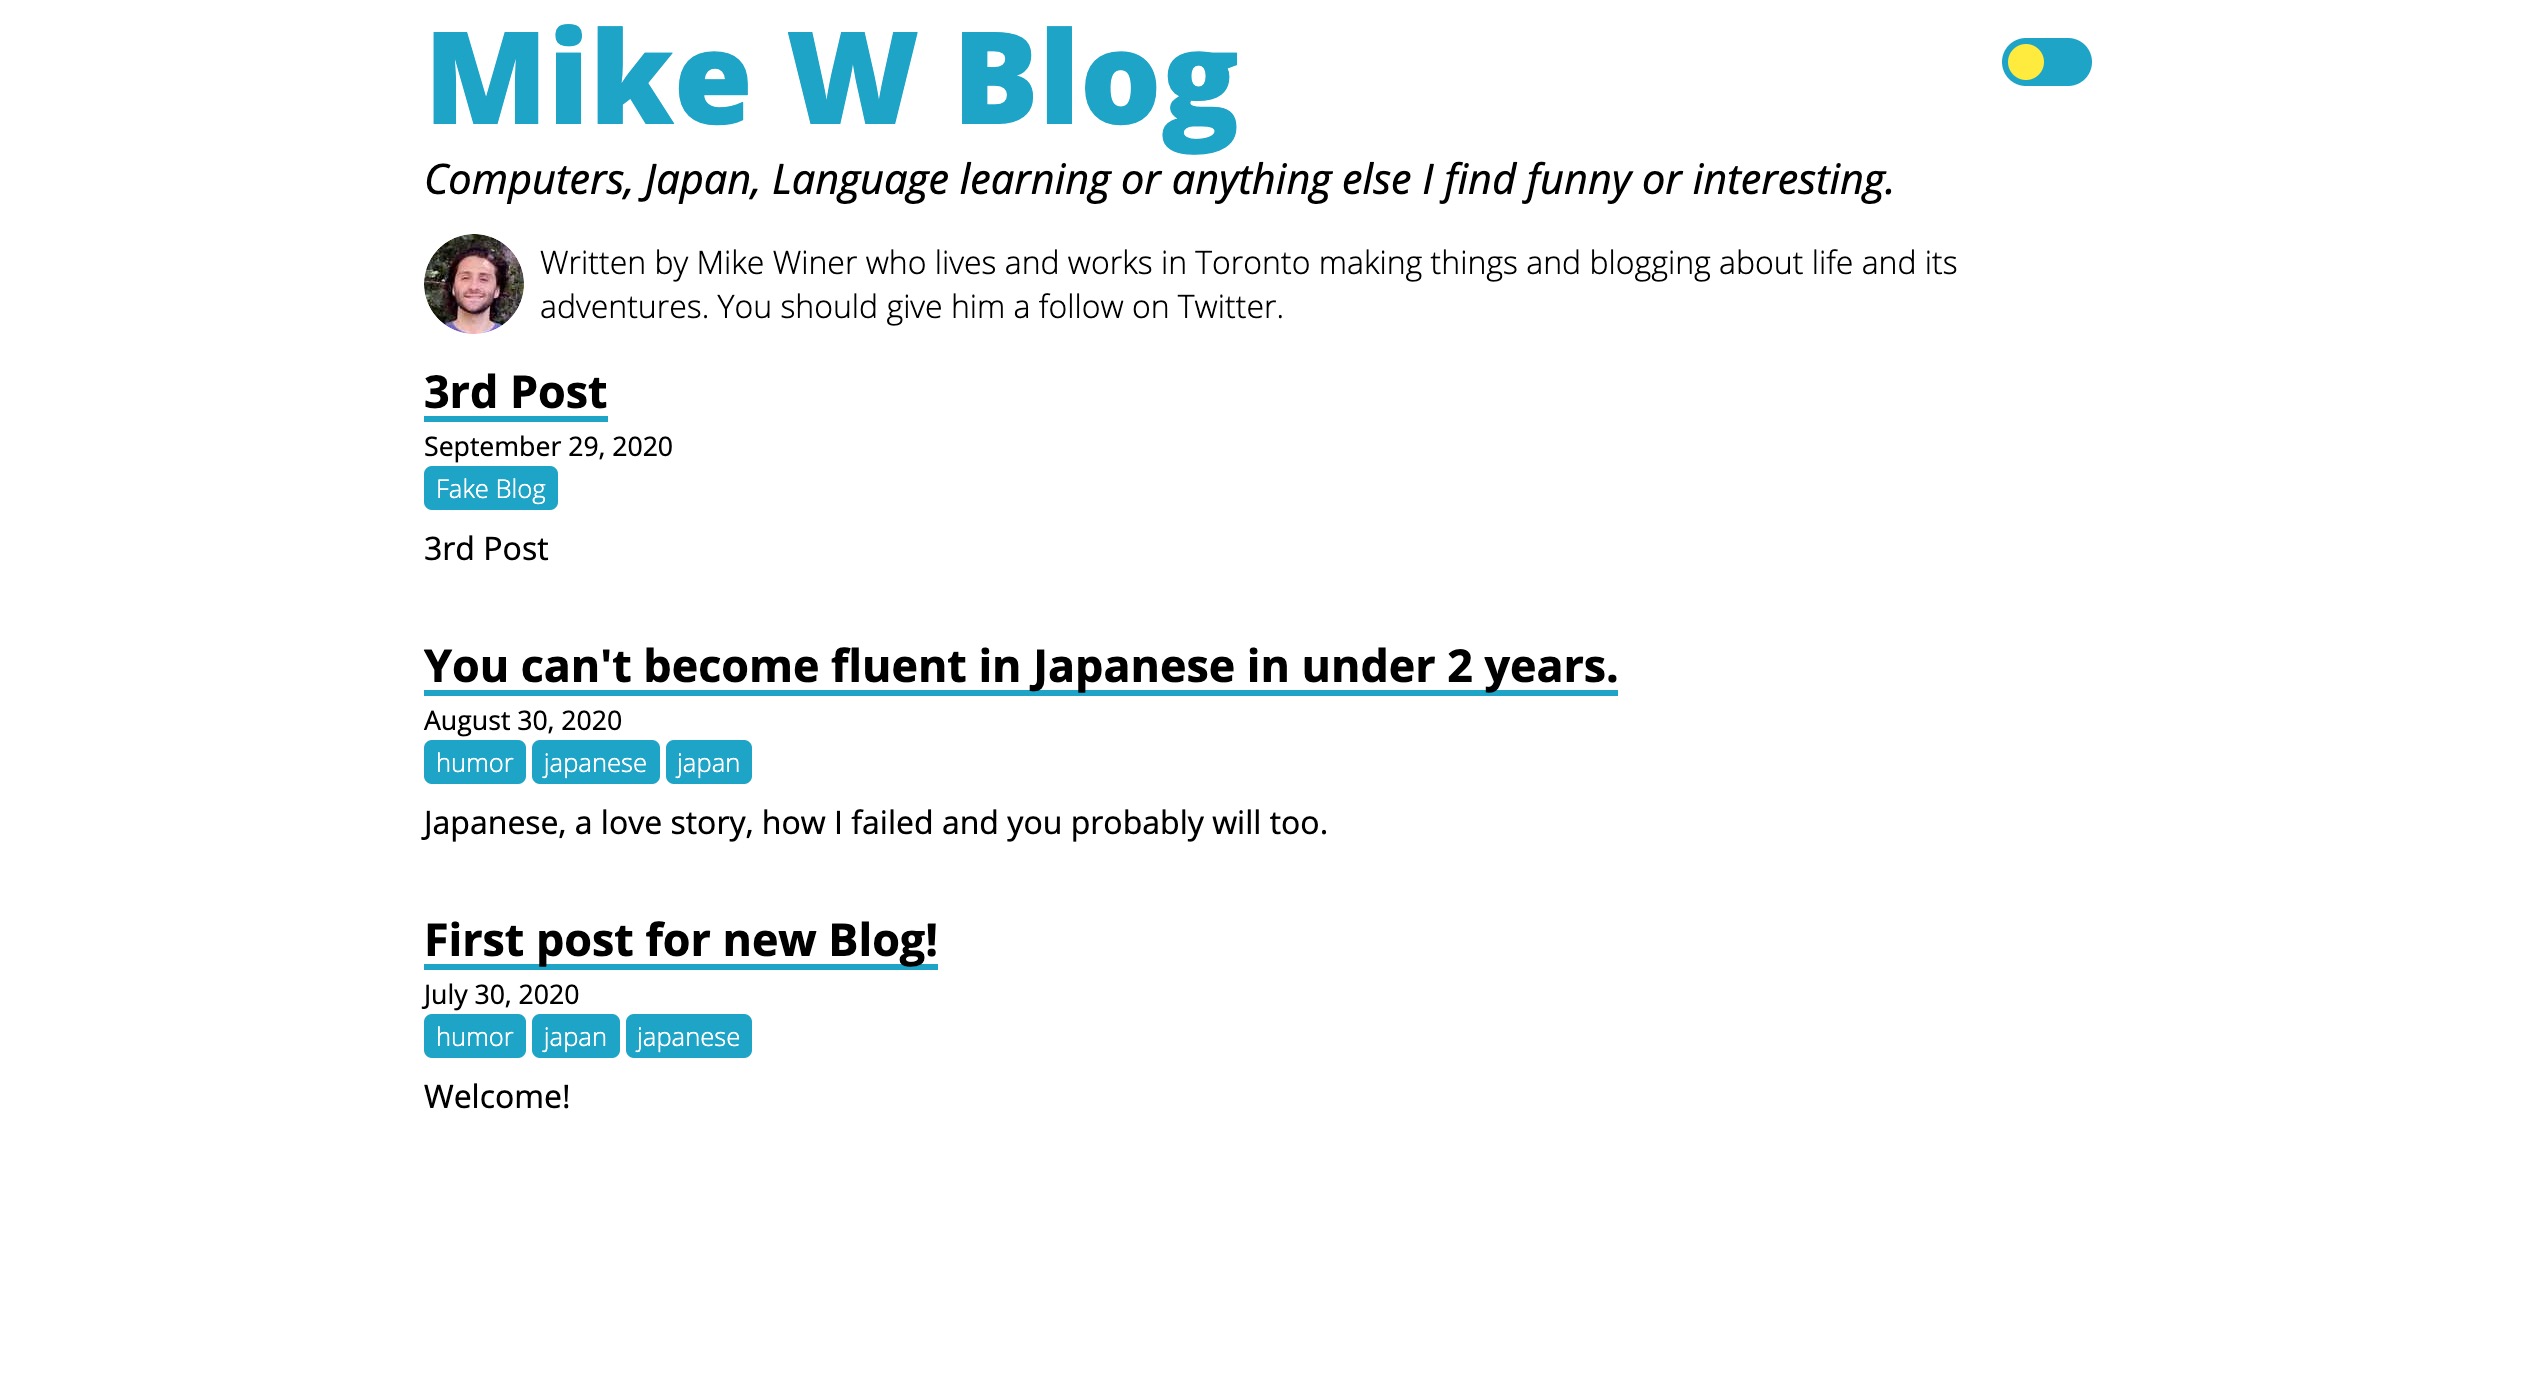 Mike W Blog
Computers, Japan, Language learning or anything else I find funny or interesting.
Written by Mike Winer who lives and works in Toronto making things and blogging about life and its
adventures. You should give him a follow on Twitter.
3rd Post
September 29, 2020
Fake Blog
3rd Post
You can't become fluent in Japanese in under 2 years.
August 30, 2020
humor japanese japan
Japanese, a love story, how I failed and you probably will too.
First post for new Blog!
July 30, 2020
humor japan japanese
Welcome!